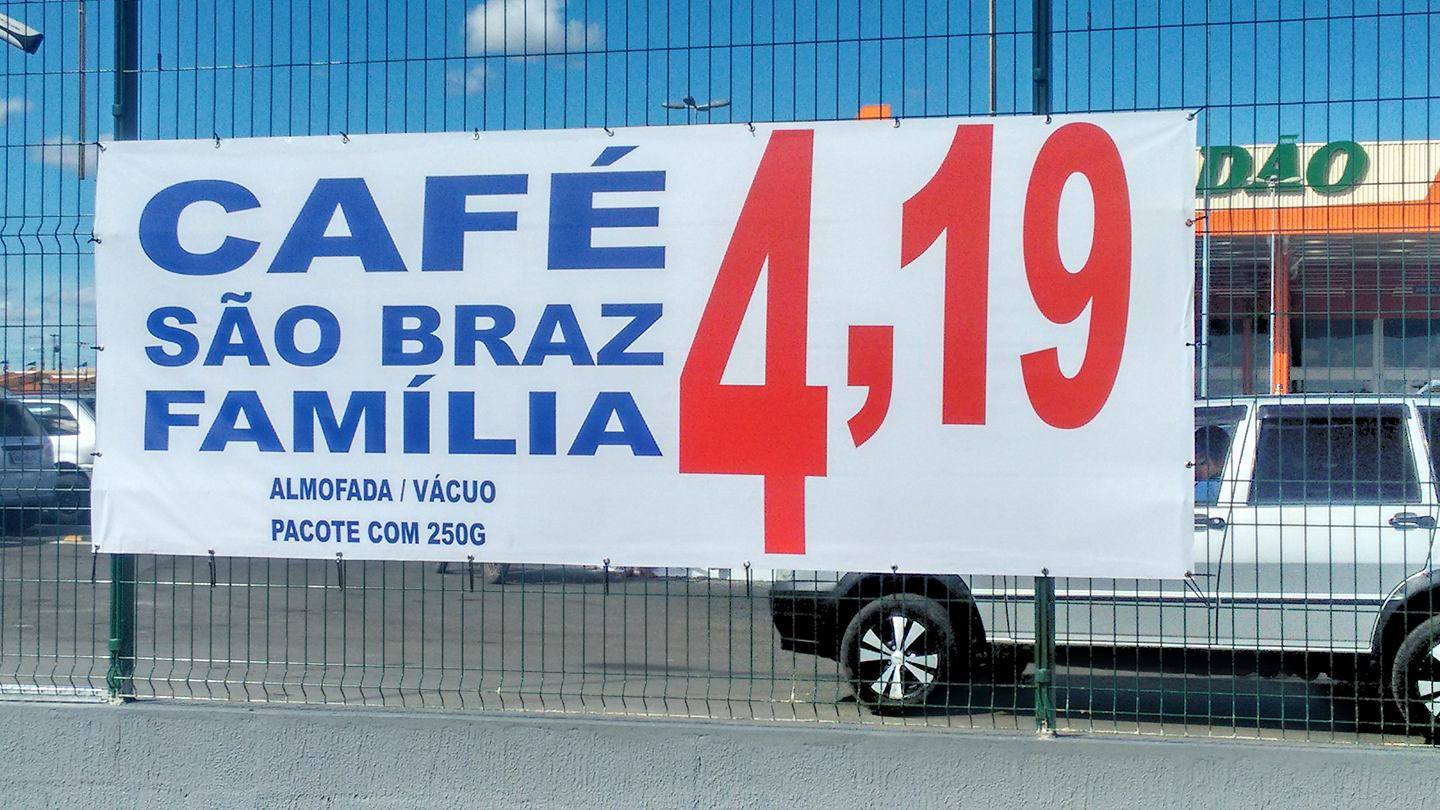 CAFÉ
SÃO BRAZ
FAMÍLIA
4,19
ALMOFADA / VÁCUO
PACOTE COM 250G
DÃO